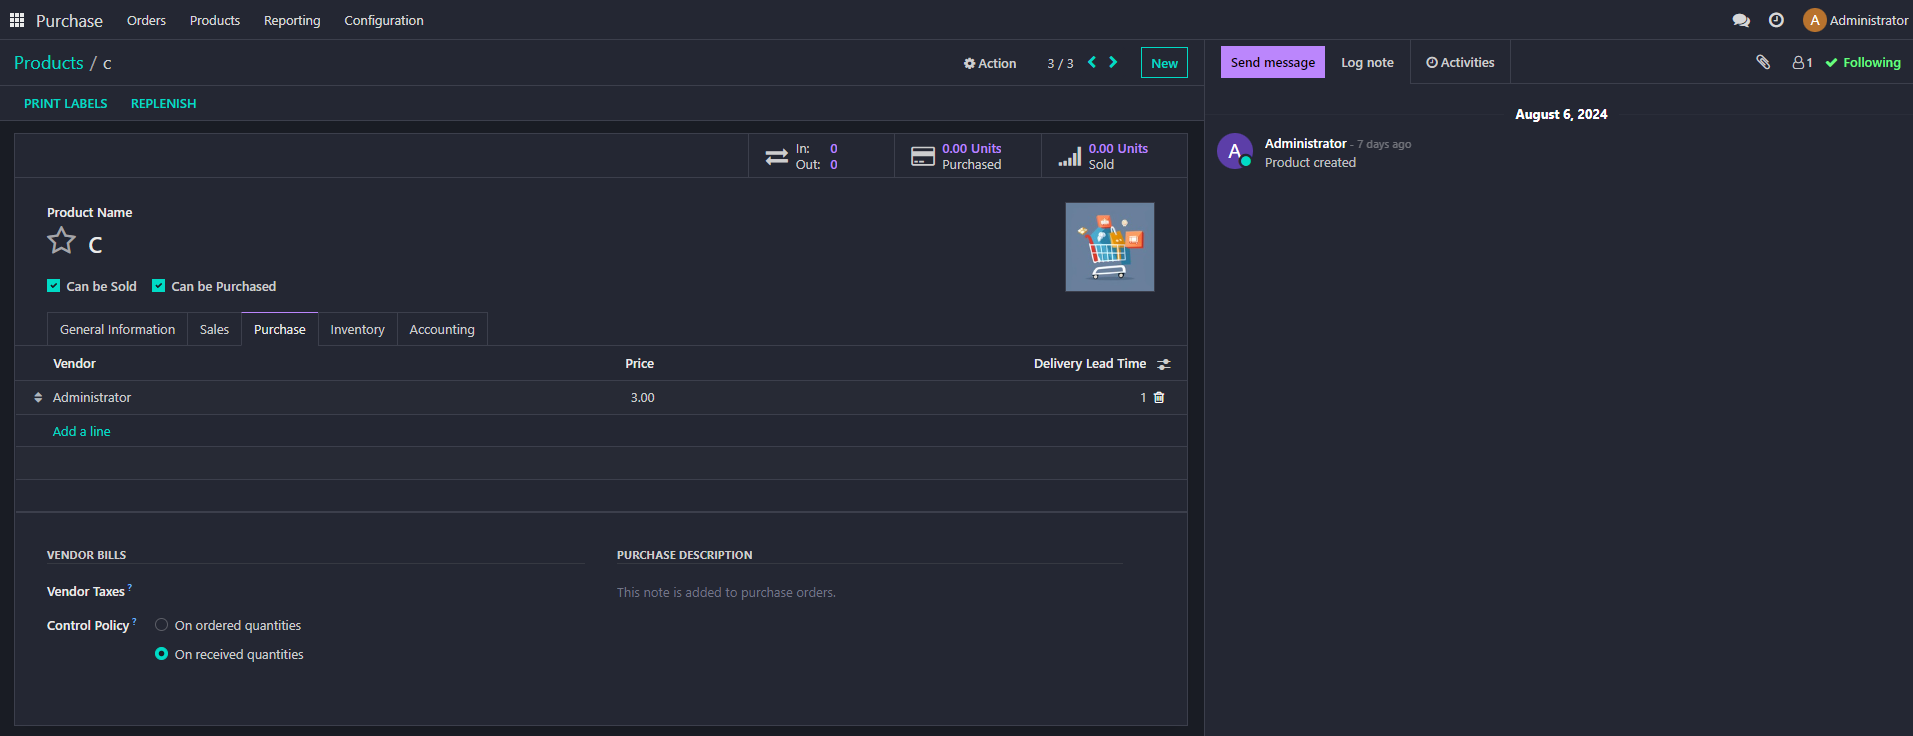 Purchase Orders Products Reporting Configuration
A Administrator
Products / c
Action 3 / 3 New
Send message Log note Activities 1 Following
PRINT LABELS REPLENISH
In: 0
Out: 0
0.00 Units
Purchased
0.00 Units
Sold
Product Name
c
Can be Sold Can be Purchased
General Information Sales Purchase Inventory Accounting
Vendor Price Delivery Lead Time
Administrator 3.00 1
Add a line
VENDOR BILLS
Vendor Taxes ?
Control Policy ? On ordered quantities
On received quantities
PURCHASE DESCRIPTION
This note is added to purchase orders.
August 6, 2024
A
Administrator - 7 days ago
Product created